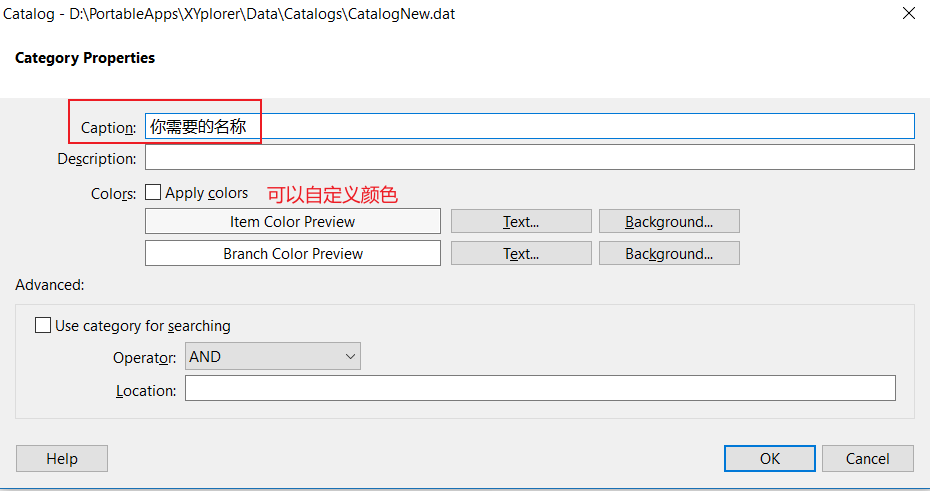 Catalog - D:\PortableApps\XYplorer\Data\Catalogs\CatalogNew.dat
Category Properties
Caption: 你需要的名称
Description:
Colors: Apply colors 可以自定义颜色
Item Color Preview Text... Background...
Branch Color Preview Text... Background...
Advanced:
Use category for searching
Operator: AND
Location:
Help OK Cancel